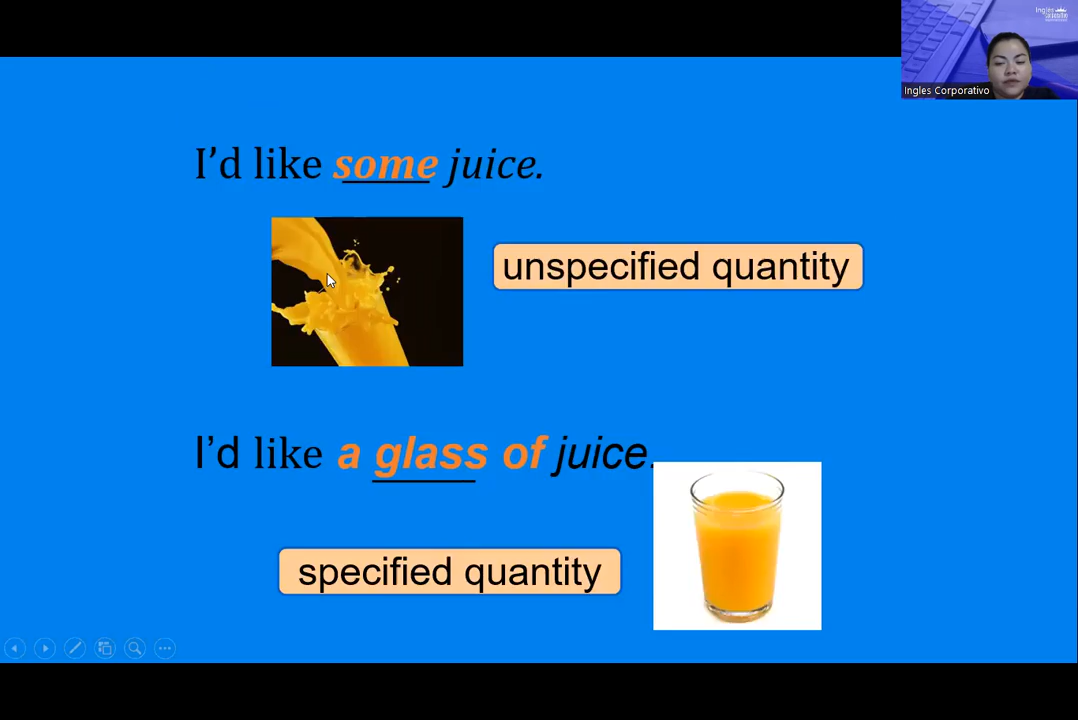 Ingles Corporativo
I’d like some juice.
unspecified quantity
I’d like a glass of juice.
specified quantity